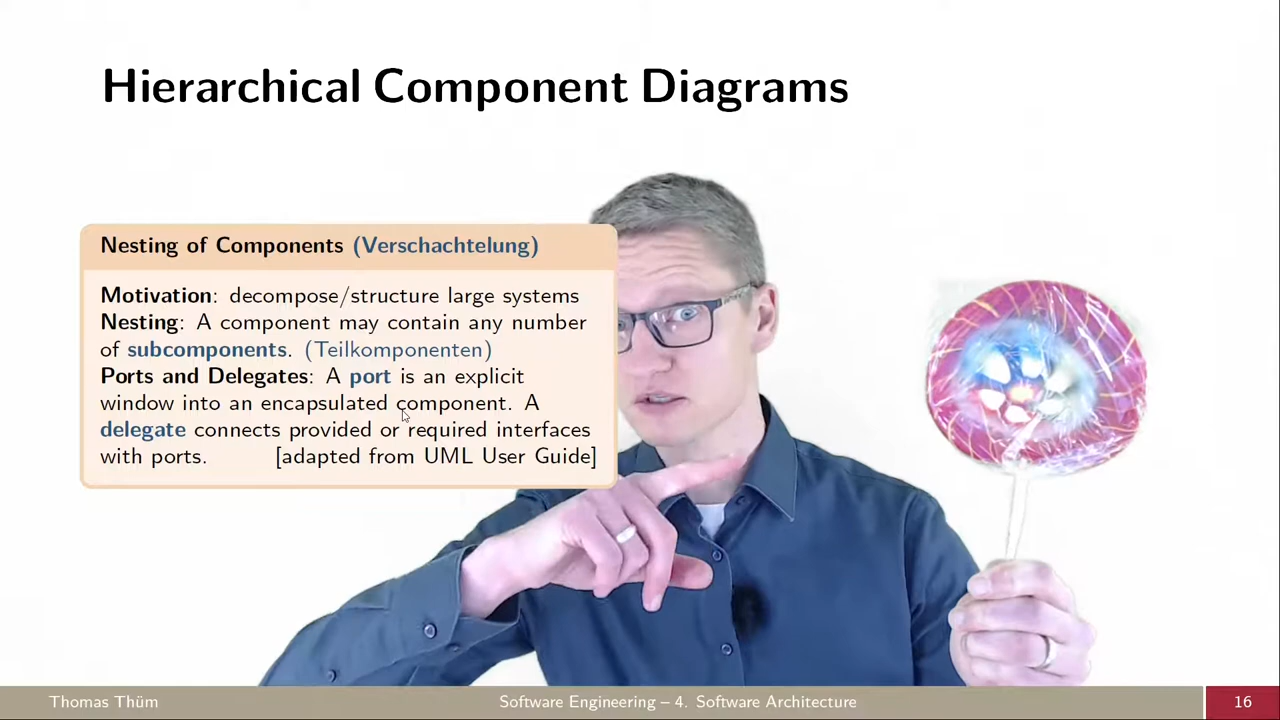 Hierarchical Component Diagrams
Nesting of Components (Verschachtelung)
Motivation: decompose/structure large systems
Nesting: A component may contain any number
of subcomponents. (Teilkomponenten)
Ports and Delegates: A port is an explicit
window into an encapsulated component. A
delegate connects provided or required interfaces
with ports. [adapted from UML User Guide]
Thomas Thüm
Software Engineering – 4. Software Architecture
16